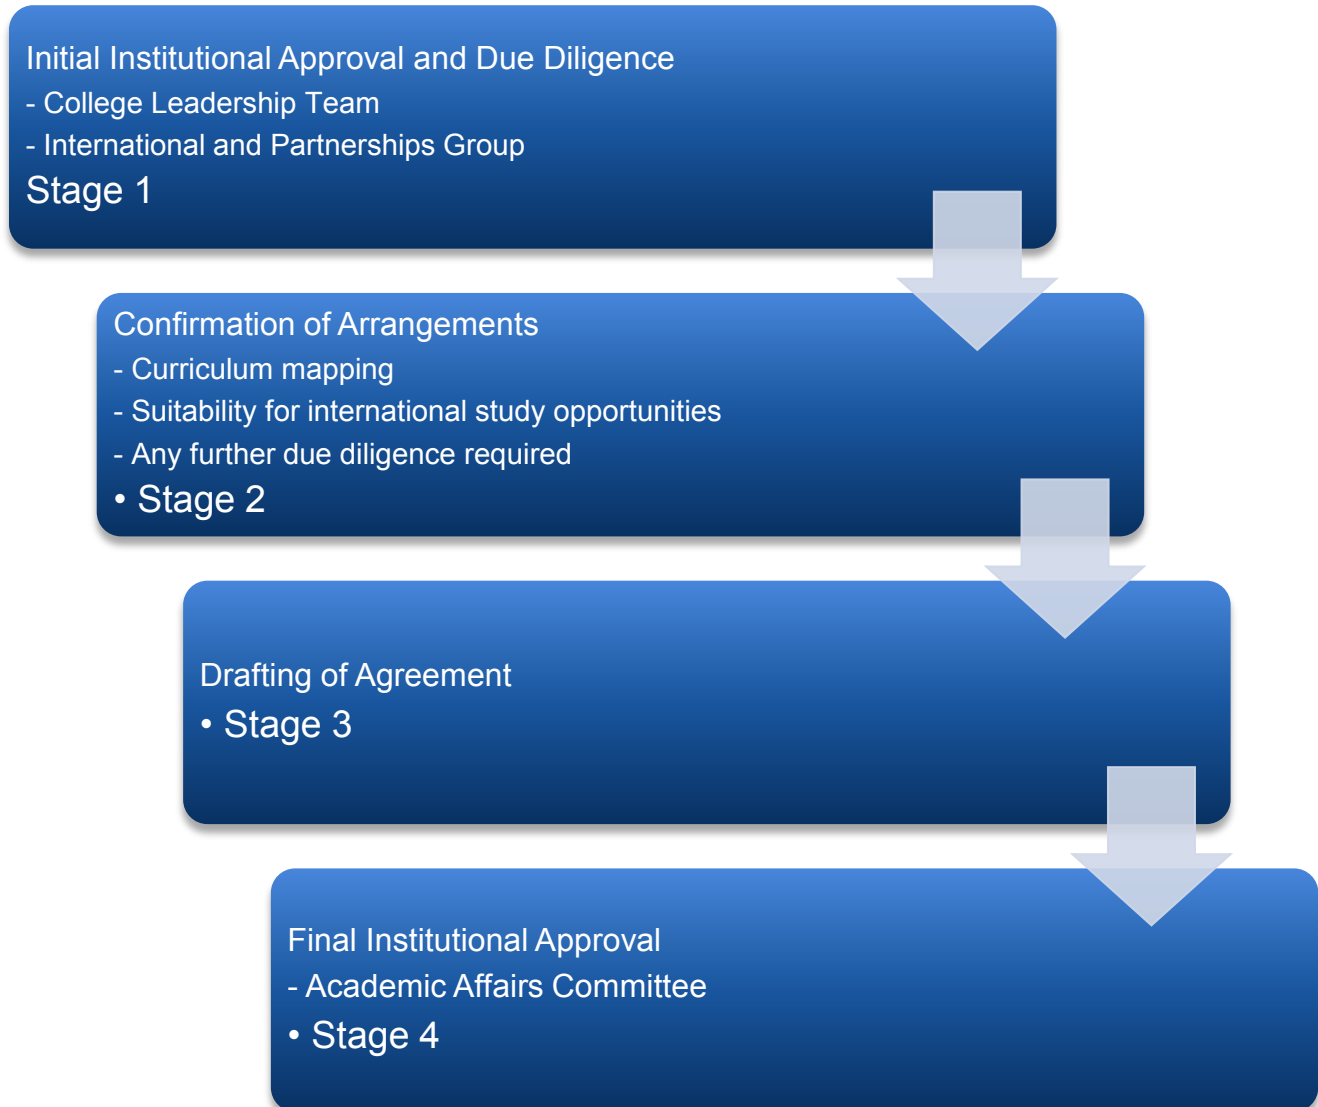 Initial Institutional Approval and Due Diligence
- College Leadership Team
- International and Partnerships Group
Stage 1
Confirmation of Arrangements
- Curriculum mapping
- Suitability for international study opportunities
- Any further due diligence required
• Stage 2
Drafting of Agreement
• Stage 3
Final Institutional Approval
- Academic Affairs Committee
• Stage 4